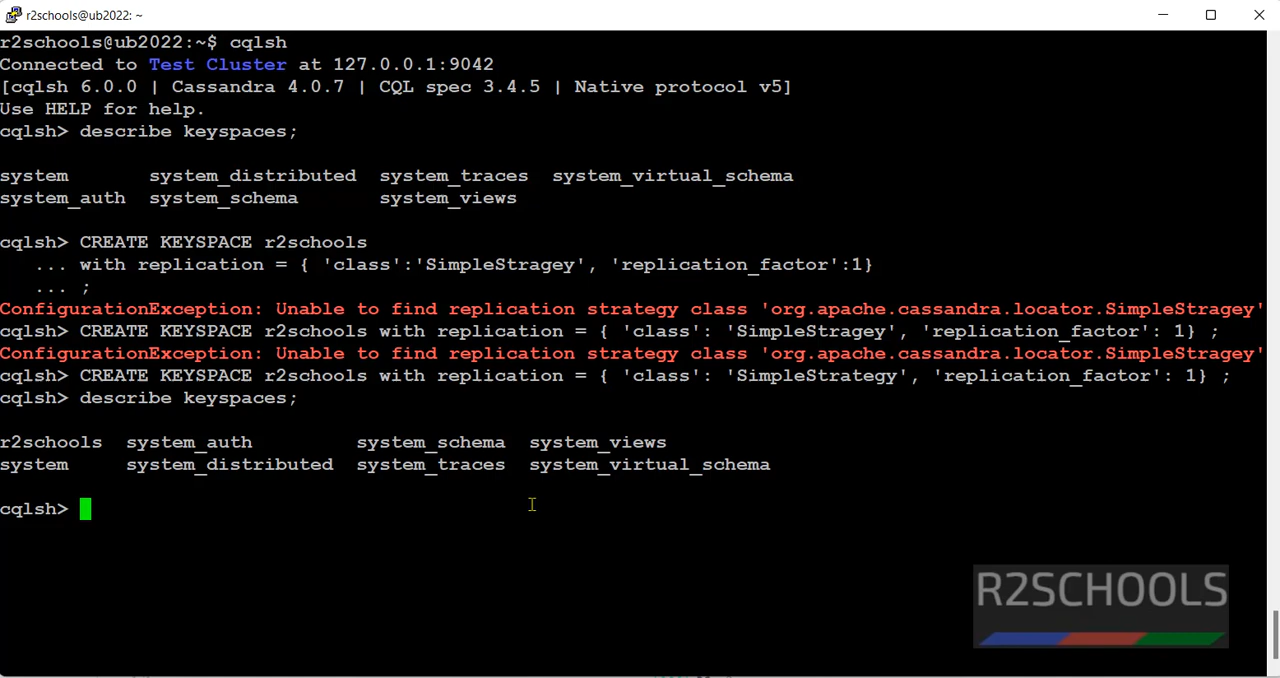 r2schools@ub2022: ~
r2schools@ub2022:~$ cqlsh
Connected to Test Cluster at 127.0.0.1:9042
[cqlsh 6.0.0 | Cassandra 4.0.7 | CQL spec 3.4.5 | Native protocol v5]
Use HELP for help.
cqlsh> describe keyspaces;
system       system_distributed  system_traces  system_virtual_schema
system_auth  system_schema       system_views
cqlsh> CREATE KEYSPACE r2schools
   ... with replication = { 'class':'SimpleStragey', 'replication_factor':1}
   ... ;
ConfigurationException: Unable to find replication strategy class 'org.apache.cassandra.locator.SimpleStragey'
cqlsh> CREATE KEYSPACE r2schools with replication = { 'class': 'SimpleStragey', 'replication_factor': 1} ;
ConfigurationException: Unable to find replication strategy class 'org.apache.cassandra.locator.SimpleStragey'
cqlsh> CREATE KEYSPACE r2schools with replication = { 'class': 'SimpleStrategy', 'replication_factor': 1} ;
cqlsh> describe keyspaces;
r2schools  system_auth         system_schema  system_views
system     system_distributed  system_traces  system_virtual_schema
cqlsh>
R2SCHOOLS